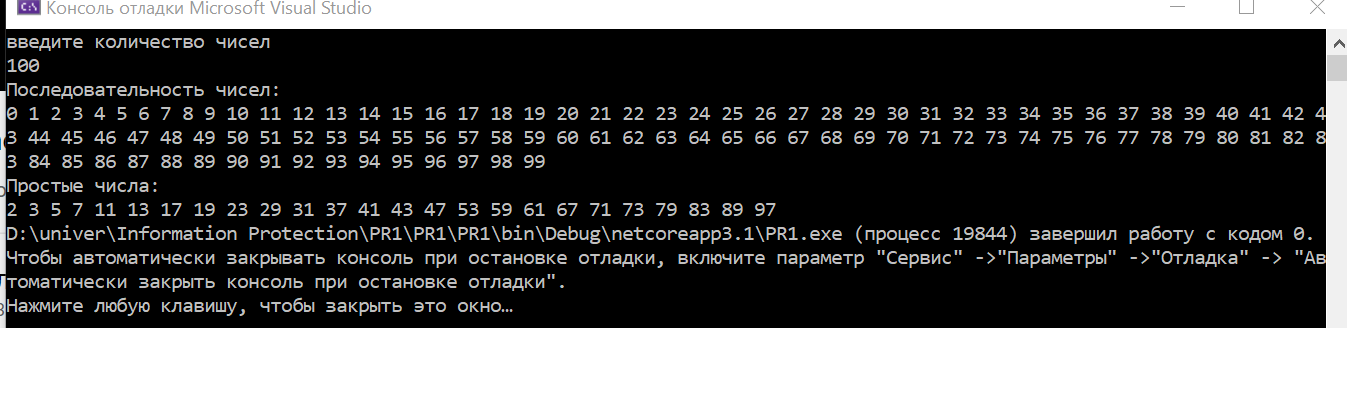 Консоль отладки Microsoft Visual Studio
введите количество чисел
100
Последовательность чисел:
0 1 2 3 4 5 6 7 8 9 10 11 12 13 14 15 16 17 18 19 20 21 22 23 24 25 26 27 28 29 30 31 32 33 34 35 36 37 38 39 40 41 42 4
3 44 45 46 47 48 49 50 51 52 53 54 55 56 57 58 59 60 61 62 63 64 65 66 67 68 69 70 71 72 73 74 75 76 77 78 79 80 81 82 8
3 84 85 86 87 88 89 90 91 92 93 94 95 96 97 98 99
Простые числа:
2 3 5 7 11 13 17 19 23 29 31 37 41 43 47 53 59 61 67 71 73 79 83 89 97
D:\univer\Information Protection\PR1\PR1\PR1\bin\Debug\netcoreapp3.1\PR1.exe (процесс 19844) завершил работу с кодом 0.
Чтобы автоматически закрывать консоль при остановке отладки, включите параметр "Сервис" ->"Параметры" ->"Отладка" -> "Ав
томатически закрыть консоль при остановке отладки".
Нажмите любую клавишу, чтобы закрыть это окно…